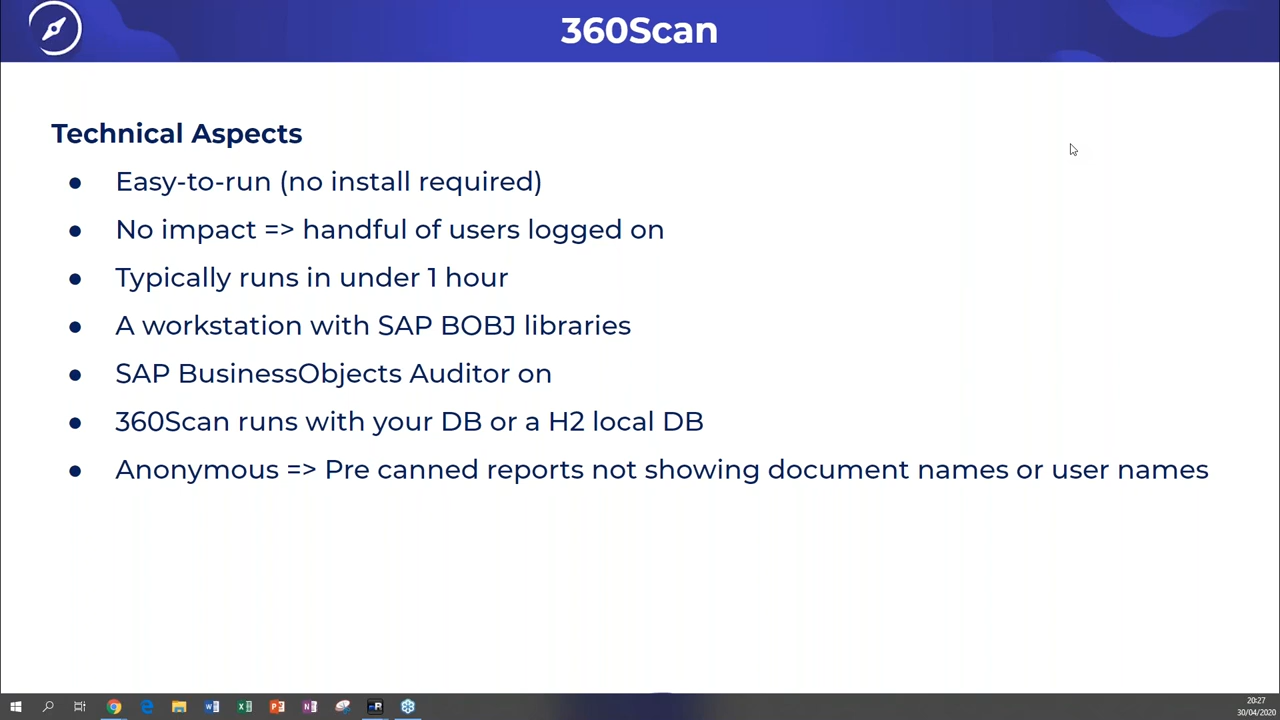 360Scan
Technical Aspects
● Easy-to-run (no install required)
● No impact => handful of users logged on
● Typically runs in under 1 hour
● A workstation with SAP BOBJ libraries
● SAP BusinessObjects Auditor on
● 360Scan runs with your DB or a H2 local DB
● Anonymous => Pre canned reports not showing document names or user names
20:27
30/04/2020